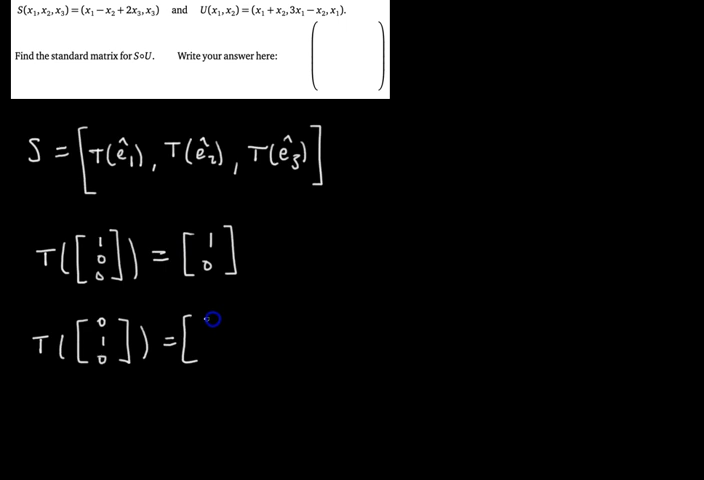 S(x₁, x₂, x₃) = (x₁ − x₂ + 2x₃, x₃) and U(x₁, x₂) = (x₁ + x₂, 3x₁ − x₂, x₁).
Find the standard matrix for S∘U. Write your answer here:
S = [T(ê₁), T(ê₂), T(ê₃)]
T([1 0 0]) = [1 0]
T([0 1 0]) = [